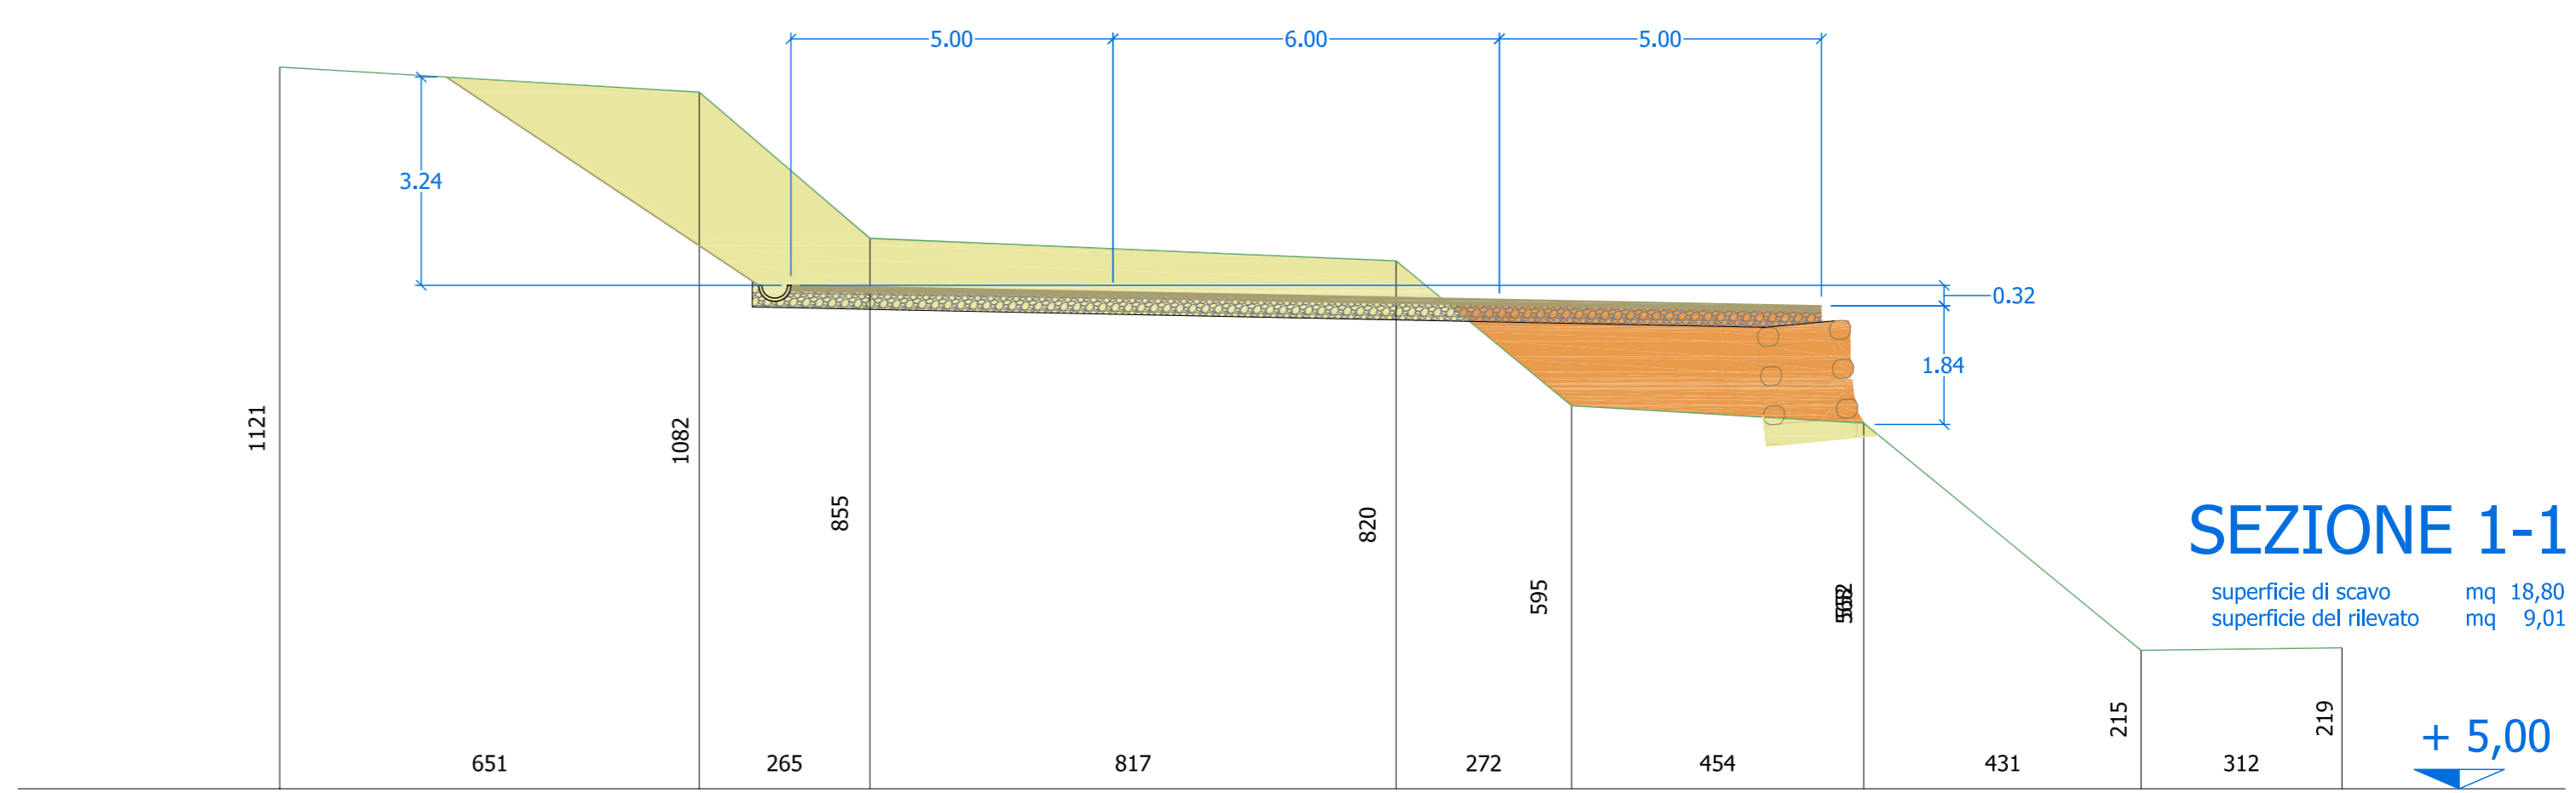 5.00 6.00 5.00
3.24
0.32
1.84
1121
1082
855
820
595
215
219
SEZIONE 1-1
superficie di scavo mq 18,80
superficie del rilevato mq 9,01
+ 5,00
651 265 817 272 454 431 312